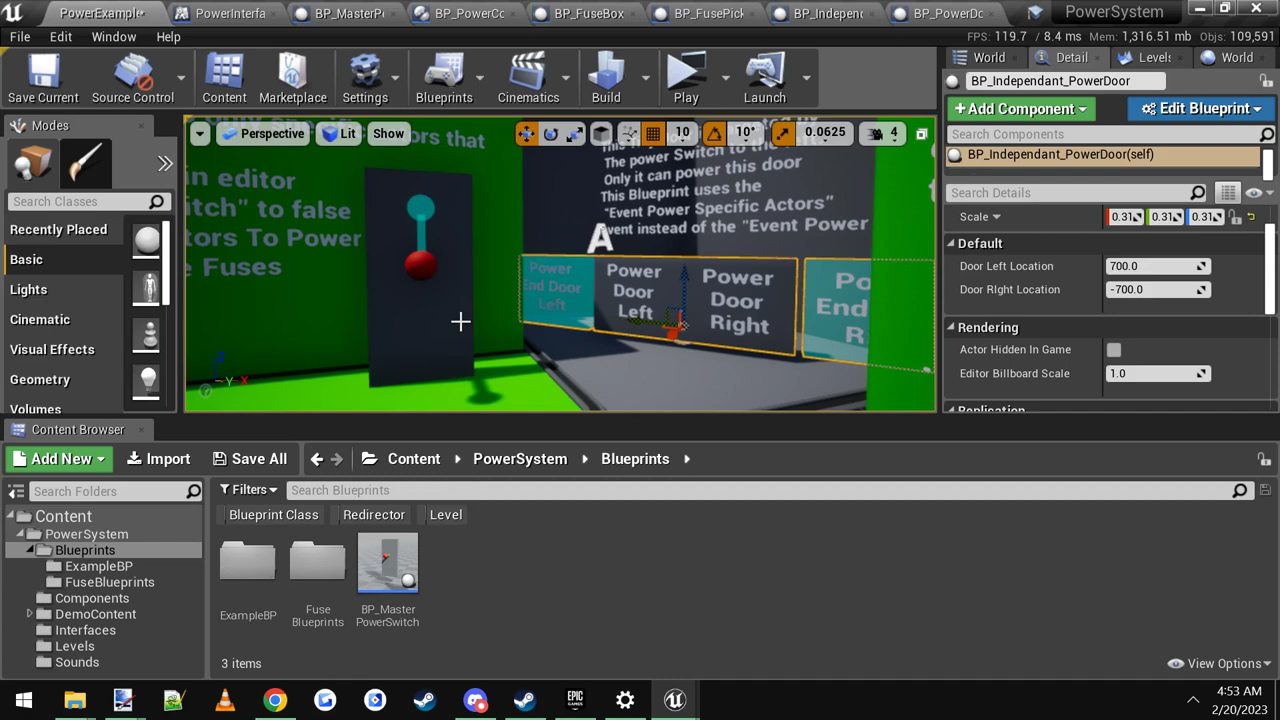 PowerExample•
PowerInterfa
BP_MasterP
BP_PowerCo
BP_FuseBox
BP_FusePick
BP_Independ
BP_PowerDo
PowerSystem
File Edit Window Help
FPS: 119.7 / 8.4 ms Mem: 1,316.51 mb Objs: 109,591
Save Current
Source Control
Content
Marketplace
Settings
Blueprints
Cinematics
Build
Play
Launch
World
Detail
Levels
World
BP_Independant_PowerDoor
+Add Component
Edit Blueprint
Search Components
BP_Independant_PowerDoor(self)
Search Details
Scale 0.31 0.31 0.31
Default
Door Left Location 700.0
Door RIght Location -700.0
Rendering
Actor Hidden In Game
Editor Billboard Scale 1.0
Replication
Modes
Search Classes
Recently Placed
Basic
Lights
Cinematic
Visual Effects
Geometry
Volumes
Perspective Lit Show
10 10° 0.0625 4
ctors that
in editor
itch" to false
tors To Power
e Fuses
The power Switch to the
Only it can power this door
This Blueprint uses the
"Event Power Specific Actors"
Event instead of the "Event Power
A
Power
End Door
Left
Power
Door
Left
Power
Door
Right
Po
End
R
Z
Y X
Content Browser
Add New Import Save All Content PowerSystem Blueprints
Search Folders
Filters Search Blueprints
Blueprint Class Redirector Level
Content
PowerSystem
Blueprints
ExampleBP
FuseBlueprints
Components
DemoContent
Interfaces
Levels
Sounds
ExampleBP
Fuse
Blueprints
BP_Master
PowerSwitch
3 items
View Options
EPIC
GAMES
4:53 AM
2/20/2023